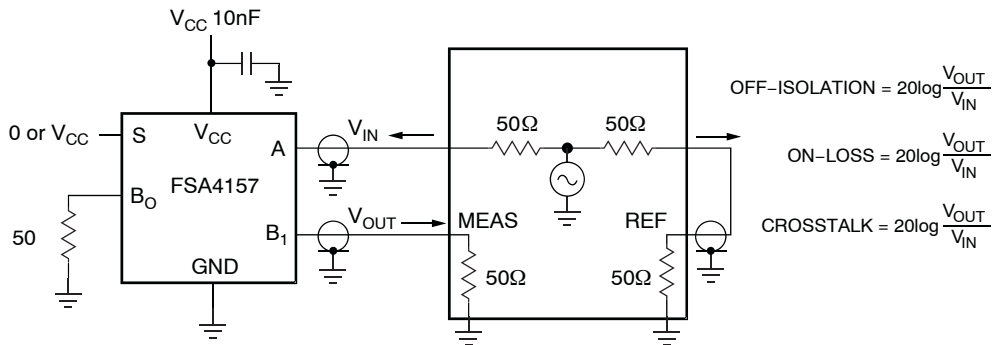 V_CC 10nF
0 or V_CC
S
V_CC
A
FSA4157
B_O
50
B_1
GND
V_IN
V_OUT
50Ω
50Ω
MEAS
REF
50Ω
50Ω
OFF−ISOLATION = 20log V_OUT/V_IN
ON−LOSS = 20log V_OUT/V_IN
CROSSTALK = 20log V_OUT/V_IN